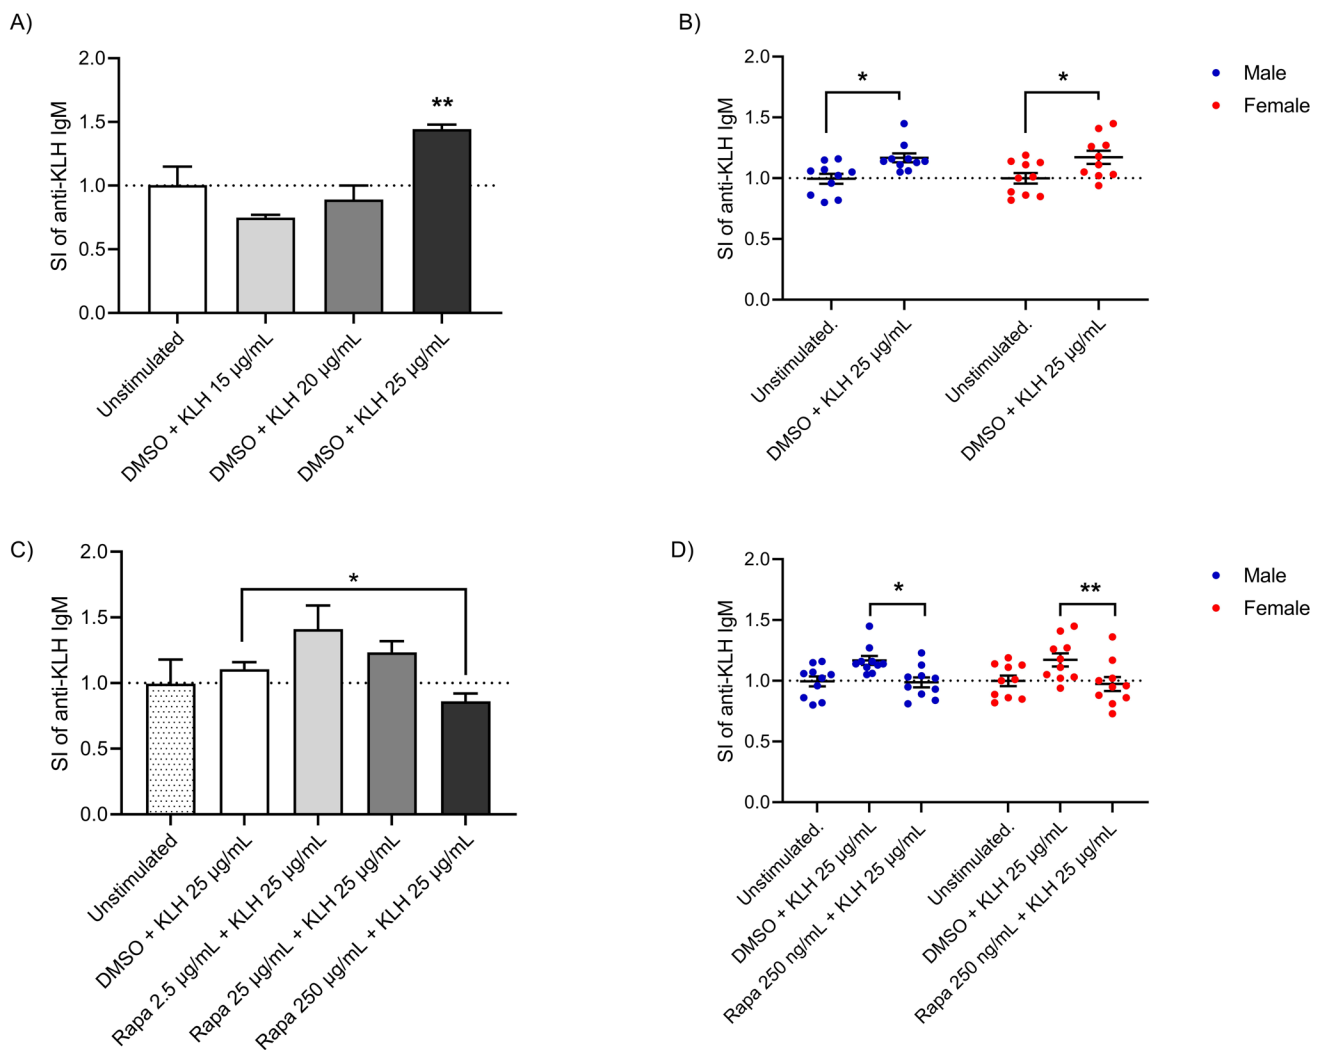 A)
SI of anti-KLH IgM
2.0
1.5
1.0
0.5
0.0
**
Unstimulated
DMSO + KLH 15 µg/mL
DMSO + KLH 20 µg/mL
DMSO + KLH 25 µg/mL
B)
SI of anti-KLH IgM
2.0
1.5
1.0
0.5
0.0
*
*
Male
Female
Unstimulated.
DMSO + KLH 25 µg/mL
Unstimulated.
DMSO + KLH 25 µg/mL
C)
SI of anti-KLH IgM
2.0
1.5
1.0
0.5
0.0
*
Unstimulated
DMSO + KLH 25 µg/mL
Rapa 2.5 µg/mL + KLH 25 µg/mL
Rapa 25 µg/mL + KLH 25 µg/mL
Rapa 250 µg/mL + KLH 25 µg/mL
D)
SI of anti-KLH IgM
2.0
1.5
1.0
0.5
0.0
*
**
Male
Female
Unstimulated.
DMSO + KLH 25 µg/mL
Rapa 250 ng/mL + KLH 25 µg/mL
Unstimulated.
DMSO + KLH 25 µg/mL
Rapa 250 ng/mL + KLH 25 µg/mL